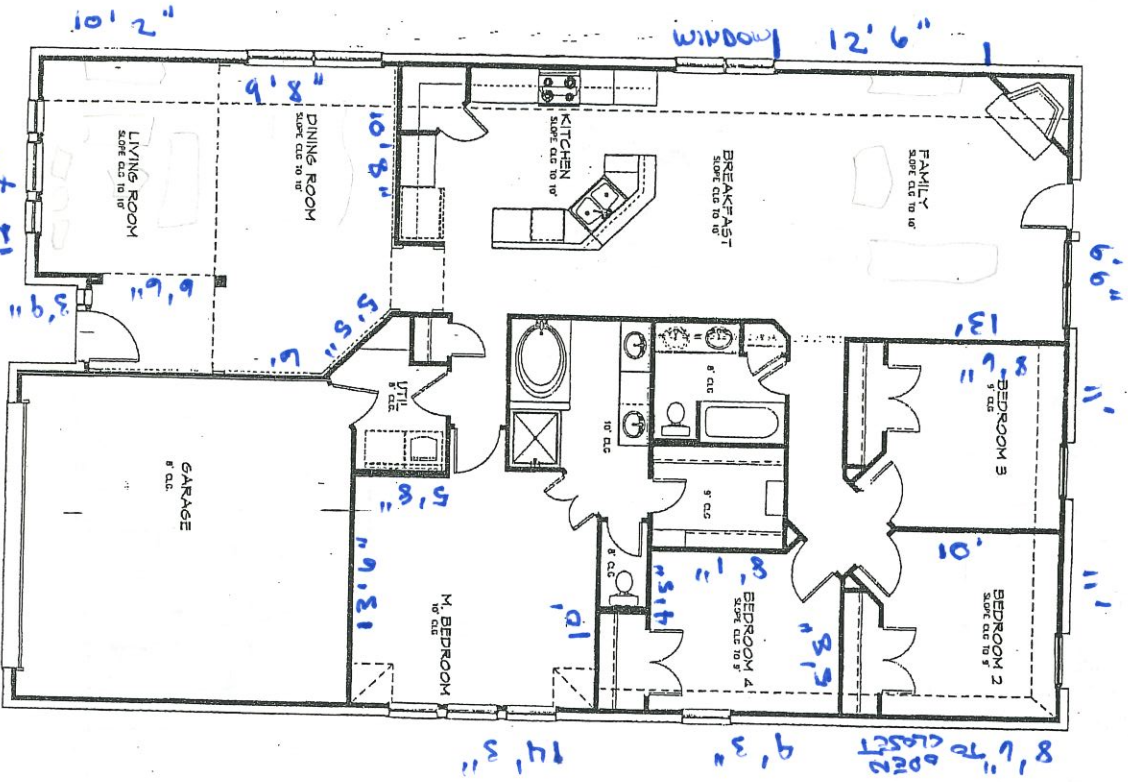 10' 2"
WINDOW
12' 6"
8' 9"
10' 8"
DINING ROOM
SLOPE CLG TO 10'
LIVING ROOM
SLOPE CLG TO 10'
KITCHEN
SLOPE CLG TO 10'
BREAKFAST
SLOPE CLG TO 10'
FAMILY
SLOPE CLG TO 10'
9' 9"
3' 9"
6' 6"
5' 5"
6'
UTIL
8' CLG.
8' CLG
10' CLG
9' CLG
8' CLG
13'
8' 6"
BEDROOM 3
9' CLG
11'
GARAGE
8' CLG.
5' 8"
13' 9"
M. BEDROOM
10' CLG
10'
4' 5"
8' 1"
BEDROOM 4
SLOPE CLG TO 9'
8' 5"
10'
BEDROOM 2
SLOPE CLG TO 9'
11'
14' 3"
9' 3"
8' 6" TO
CLOSET